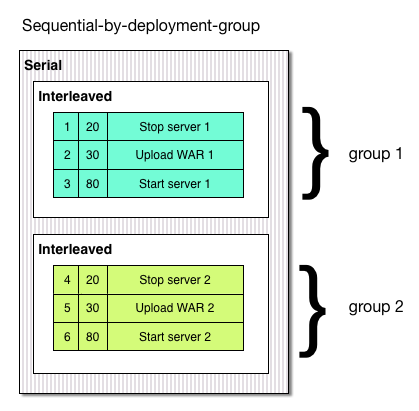 Sequential-by-deployment-group
Serial
Interleaved
1 20 Stop server 1
2 30 Upload WAR 1
3 80 Start server 1
group 1
Interleaved
4 20 Stop server 2
5 30 Upload WAR 2
6 80 Start server 2
group 2